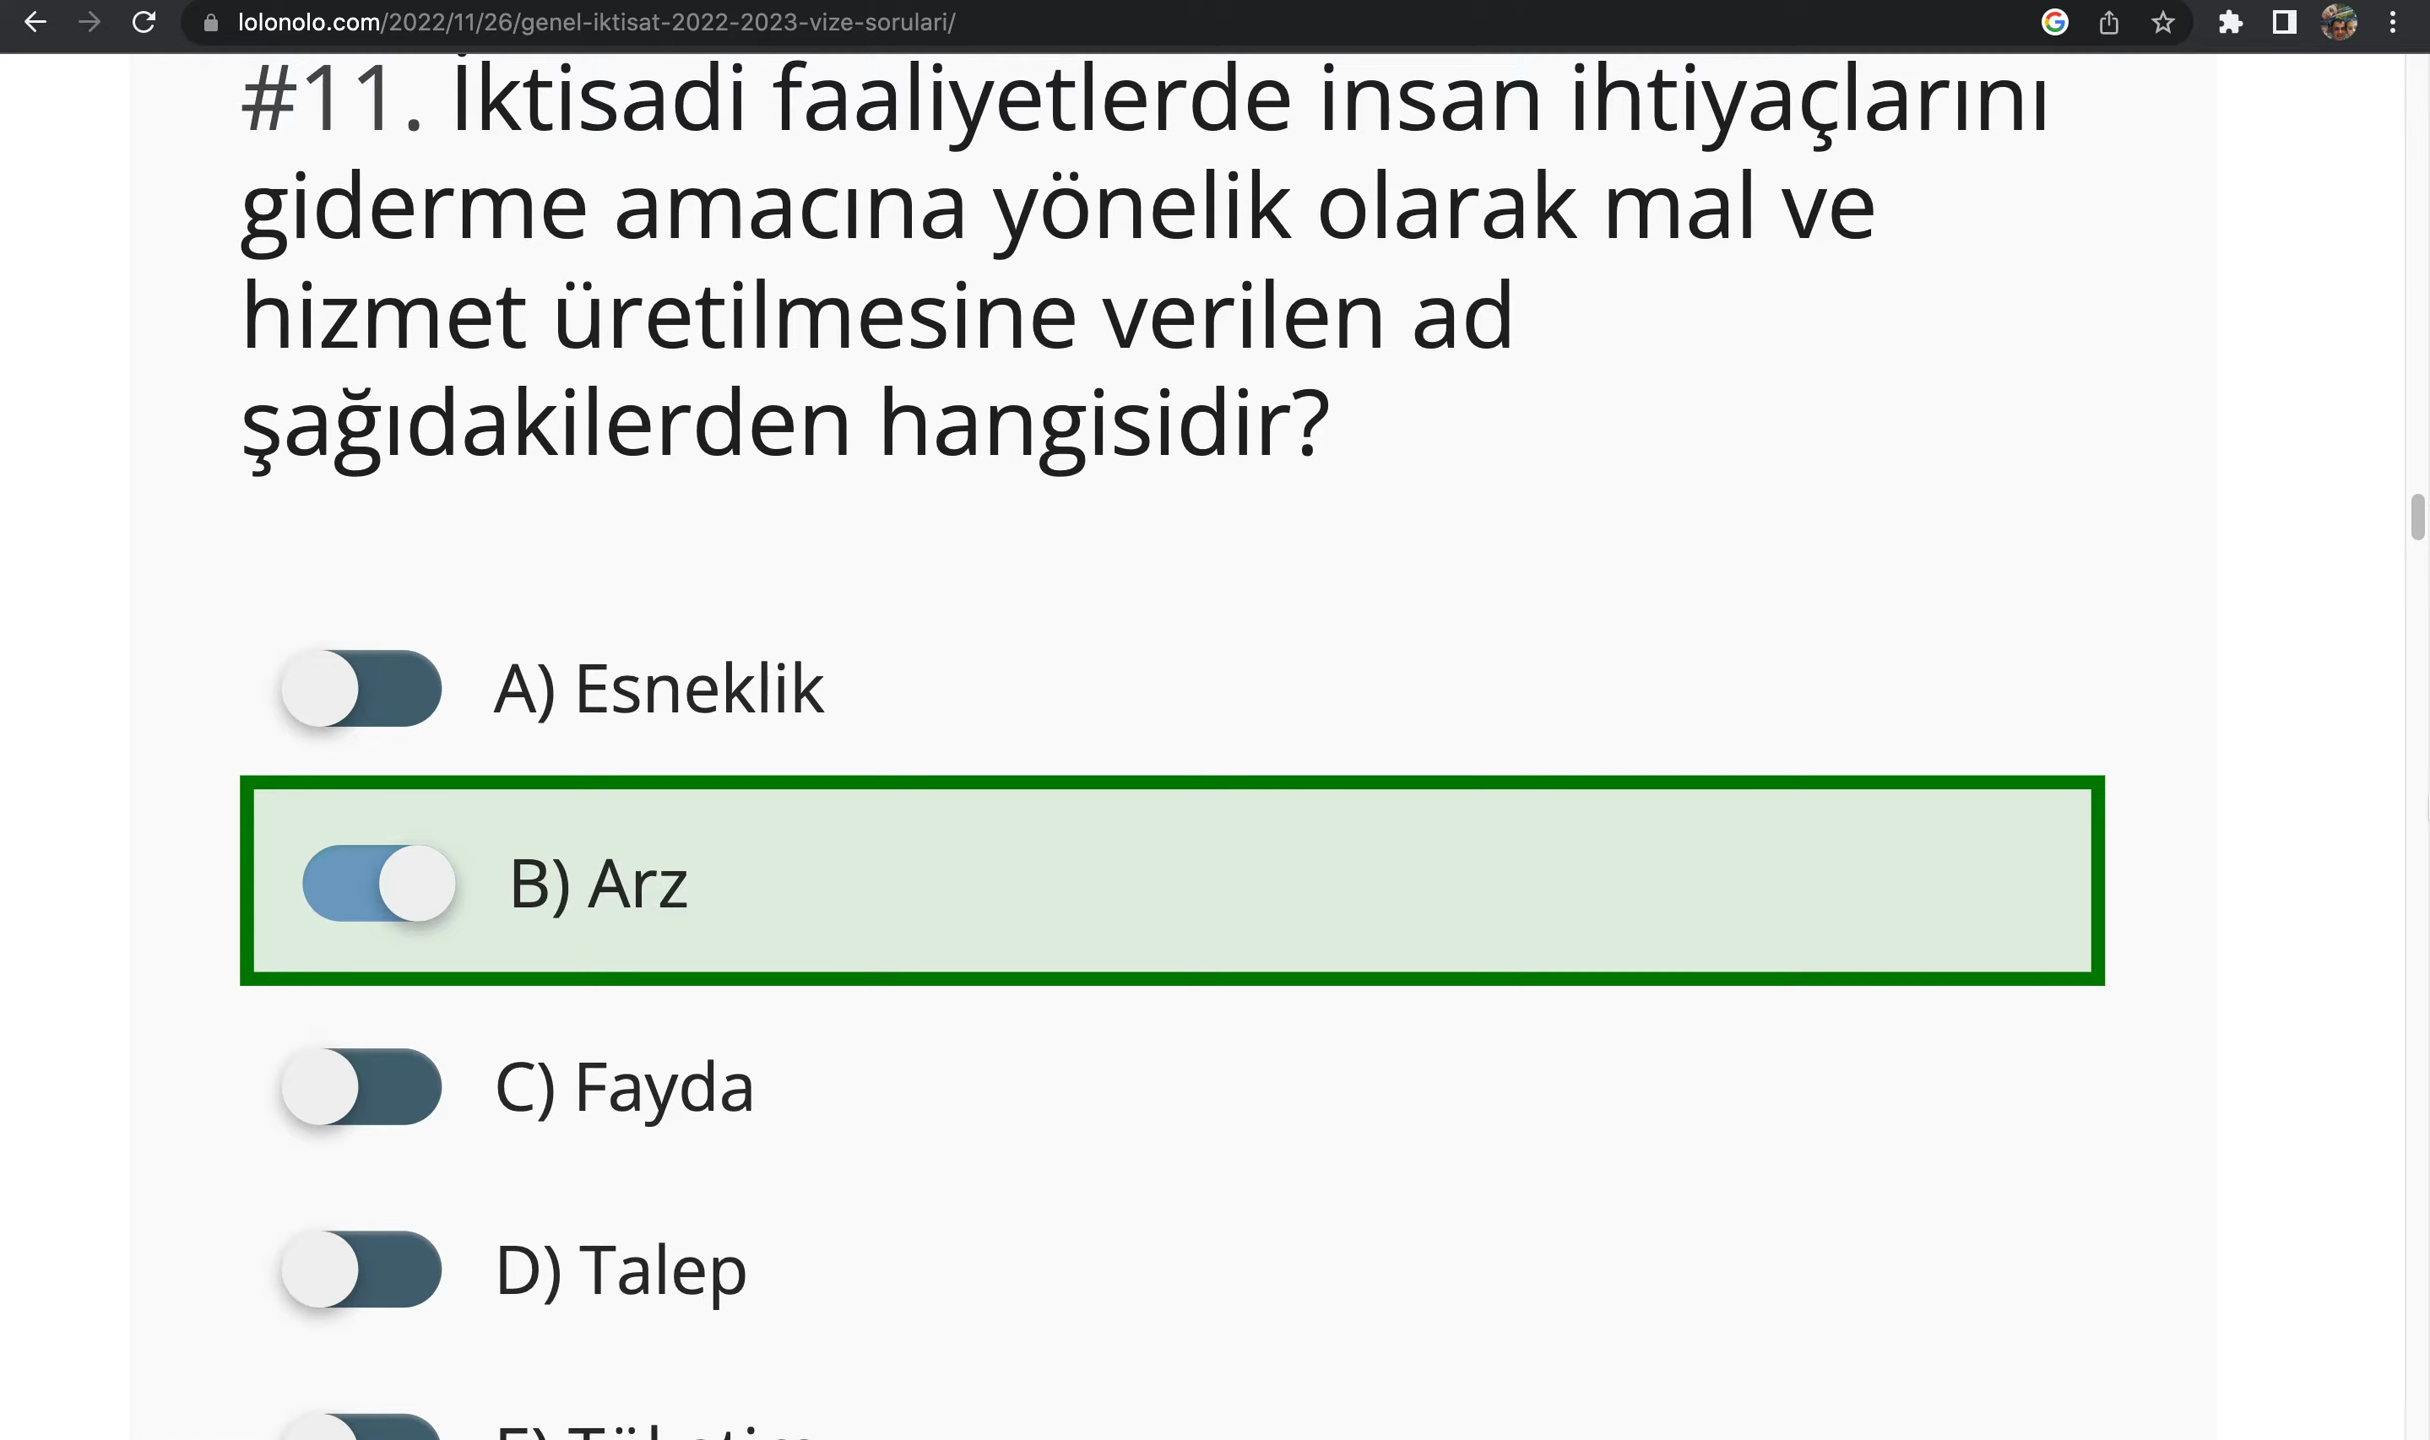 lolonolo.com/2022/11/26/genel-iktisat-2022-2023-vize-sorulari/
#11. İktisadi faaliyetlerde insan ihtiyaçlarını
giderme amacına yönelik olarak mal ve
hizmet üretilmesine verilen ad
şağıdakilerden hangisidir?
A) Esneklik
B) Arz
C) Fayda
D) Talep
E) Tüketim